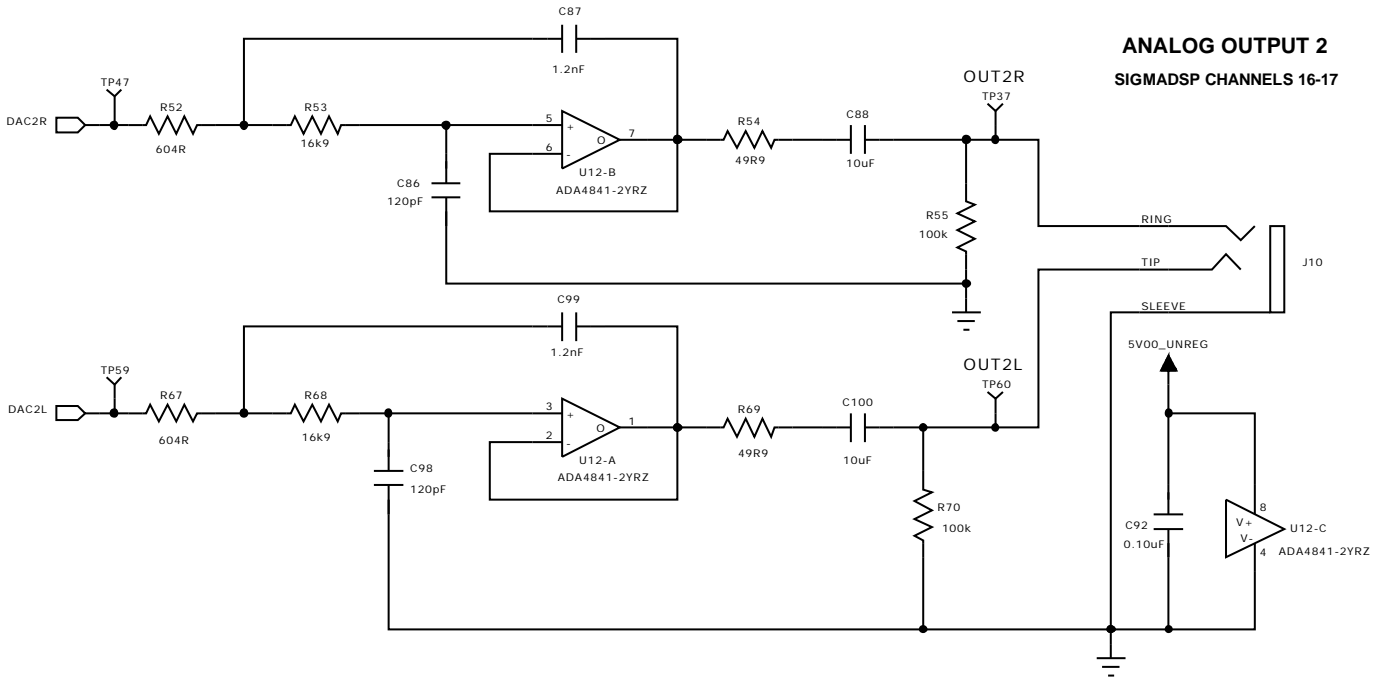 ANALOG OUTPUT 2
SIGMADSP CHANNELS 16-17
C87
1.2nF
TP47
DAC2R
R52
604R
R53
16k9
C86
120pF
5
+
6
-
O
7
U12-B
ADA4841-2YRZ
R54
49R9
C88
10uF
OUT2R
TP37
R55
100k
RING
TIP
SLEEVE
J10
C99
1.2nF
TP59
DAC2L
R67
604R
R68
16k9
C98
120pF
3
+
2
-
O
1
U12-A
ADA4841-2YRZ
R69
49R9
C100
10uF
OUT2L
TP60
R70
100k
5V00_UNREG
C92
0.10uF
8
V+
V-
4
U12-C
ADA4841-2YRZ